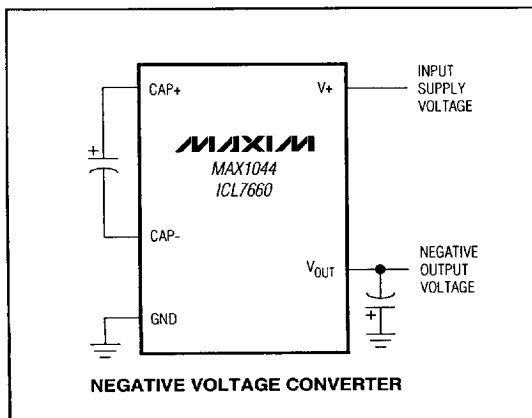 CAP+
V+
INPUT
SUPPLY
VOLTAGE
+
MAXIM
MAX1044
ICL7660
CAP-
VOUT
NEGATIVE
OUTPUT
VOLTAGE
GND
+
NEGATIVE VOLTAGE CONVERTER